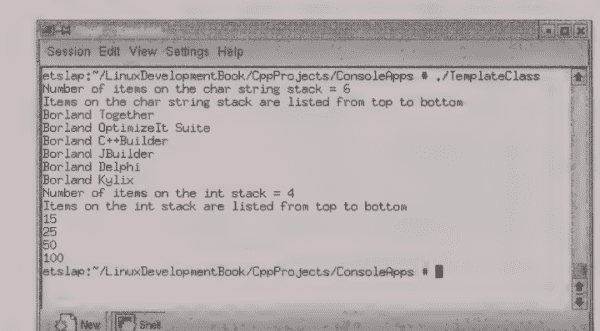 Session Edit View Settings Help
etslap:~/LinuxDevelopmentBook/CppProjects/ConsoleApps # ./TemplateClass
Number of items on the char string stack = 6
Items on the char string stack are listed from top to bottom
Borland Together
Borland OptimizeIt Suite
Borland C++Builder
Borland JBuilder
Borland Delphi
Borland Kylix
Number of items on the int stack = 4
Items on the int stack are listed from top to bottom
15
25
50
100
etslap:~/LinuxDevelopmentBook/CppProjects/ConsoleApps #
New Shell